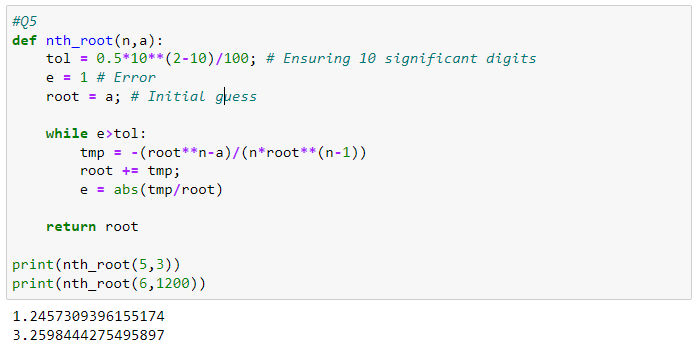 #Q5
def nth_root(n,a):
    tol = 0.5*10**(2-10)/100; # Ensuring 10 significant digits
    e = 1 # Error
    root = a; # Initial guess
    while e>tol:
        tmp = -(root**n-a)/(n*root**(n-1))
        root += tmp;
        e = abs(tmp/root)
    return root
print(nth_root(5,3))
print(nth_root(6,1200))
1.2457309396155174
3.2598444275495897